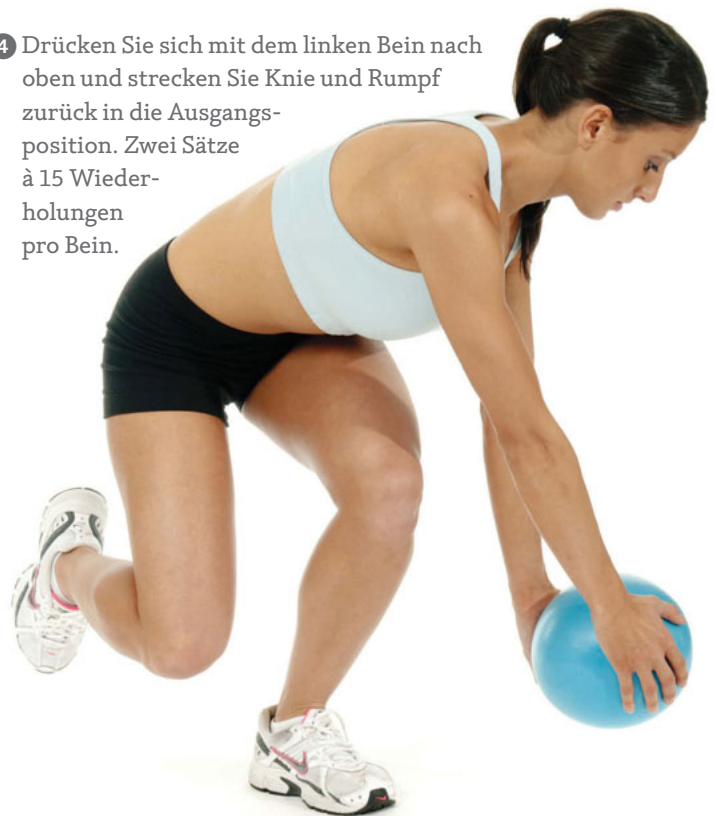 4 Drücken Sie sich mit dem linken Bein nach
oben und strecken Sie Knie und Rumpf
zurück in die Ausgangs-
position. Zwei Sätze
à 15 Wieder-
holungen
pro Bein.